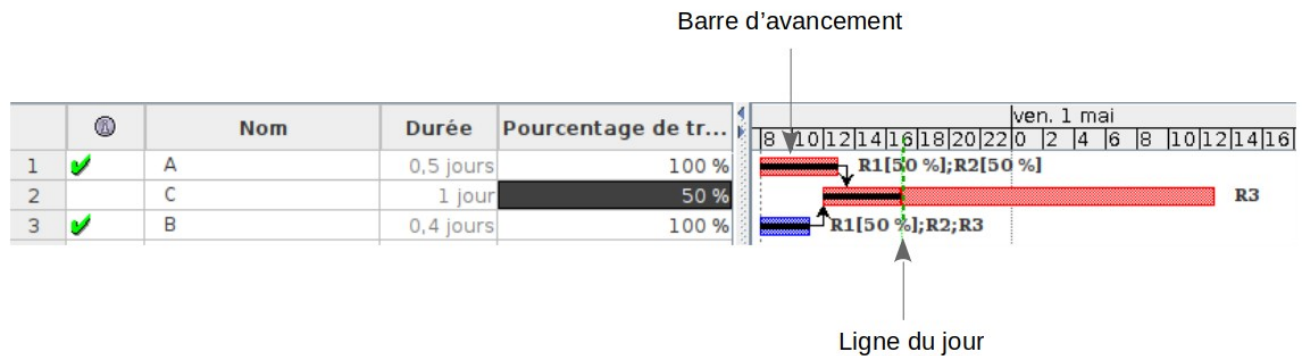 Barre d’avancement
Nom Durée Pourcentage de tr...
ven. 1 mai
8 10 12 14 16 18 20 22 0 2 4 6 8 10 12 14 16
1 A 0,5 jours 100 % R1[50 %];R2[50 %]
2 C 1 jour 50 % R3
3 B 0,4 jours 100 % R1[50 %];R2;R3
Ligne du jour